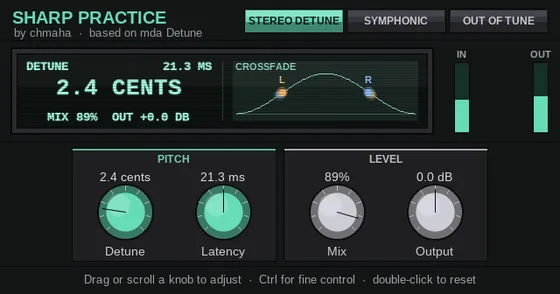 SHARP PRACTICE
by chmaha · based on mda Detune
STEREO DETUNE
SYMPHONIC
OUT OF TUNE
DETUNE 21.3 MS
2.4 CENTS
MIX 89% OUT +0.0 DB
CROSSFADE
L R
IN
OUT
PITCH
2.4 cents 21.3 ms
Detune Latency
LEVEL
89% 0.0 dB
Mix Output
Drag or scroll a knob to adjust · Ctrl for fine control · double-click to reset